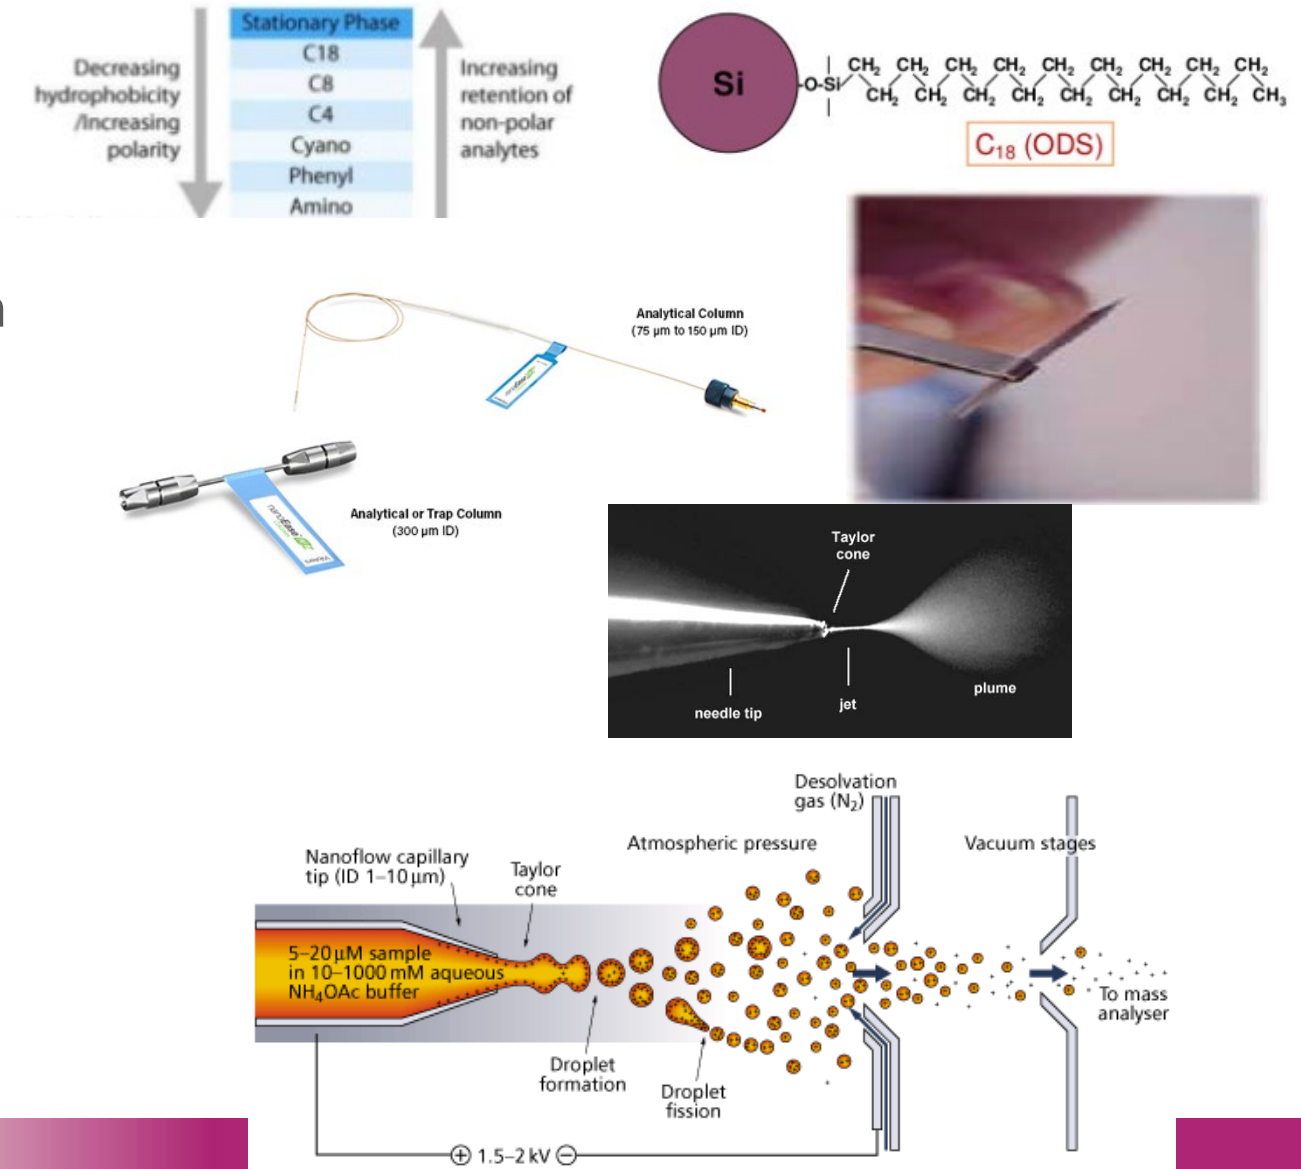 Stationary Phase
C18
C8
C4
Cyano
Phenyl
Amino
Decreasing
hydrophobicity
/Increasing
polarity
Increasing
retention of
non-polar
analytes
Si
-O-Si
CH₂ CH₂ CH₂ CH₂ CH₂ CH₂ CH₂ CH₂ CH₂
CH₂ CH₂ CH₂ CH₂ CH₂ CH₂ CH₂ CH₂ CH₃
C₁₈ (ODS)
Analytical Column
(75 µm to 150 µm ID)
nanoEase
Analytical or Trap Column
(300 µm ID)
nanoEase
Waters
Taylor
cone
needle tip
jet
plume
Desolvation
gas (N₂)
Atmospheric pressure
Vacuum stages
Nanoflow capillary
tip (ID 1–10 µm)
Taylor
cone
5–20 µM sample
in 10–1000 mM aqueous
NH₄OAc buffer
Droplet
formation
Droplet
fission
To mass
analyser
+ 1.5–2 kV −